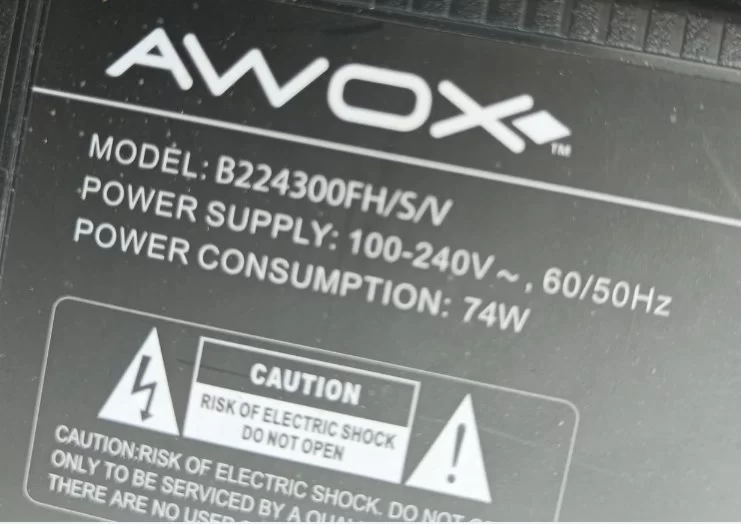 AWOX
TM
MODEL: B224300FH/S/V
POWER SUPPLY: 100-240V~, 60/50Hz
POWER CONSUMPTION: 74W
CAUTION
RISK OF ELECTRIC SHOCK
DO NOT OPEN
CAUTION:RISK OF ELECTRIC SHOCK. DO NOT
ONLY TO BE SERVICED BY A
THERE ARE NO USER